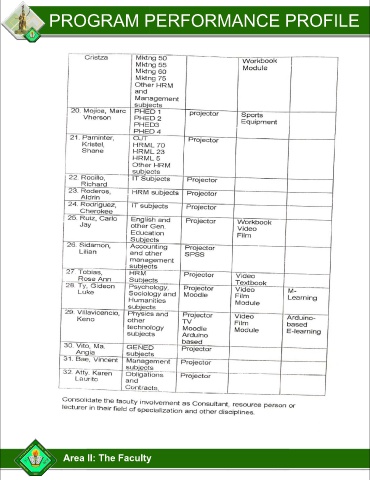 PROGRAM PERFORMANCE PROFILE
Cristza Mktng 50 Workbook
Mktng 55 Module
Mktng 60
Mktng 75
Other HRM
and
Management
subjects
20. Mojica, Marc PHED 1 projector Sports
Vherson PHED 2 Equipment
PHED3
PHED 4
21. Parminter, OJT Projector
Kristel HRML 70
Shane HRML 23
HRML 5
Other HRM
subjects
22. Rocillo, IT Subjects Projector
Richard
23. Roderos, HRM subjects Projector
Aldrin
24. Rodriguez, IT subjects Projector
Cherokee
25. Ruiz, Carlo English and Projector Workbook
Jay other Gen. Video
Education Film
Subjects
26. Sidamon, Accounting Projector
Lilian and other SPSS
management
subjects
27. Tobias, HRM Projector Video
Rose Ann Subjects Textbook
28. Ty, Gideon Psychology, Projector Video M-
Luke Sociology and Moodle Film Learning
Humanities Module
subjects
29. Villavicencio, Physics and Projector Video Arduino-
Keno other TV Film based
technology Moodle Module E-learning
subjects Arduino
based
30. Vito, Ma. GENED Projector
Angia subjects
31. Bae, Vincent Management Projector
subjects
32. Atty. Karen Obligations Projector
Laurito and
Contracts
Consolidate the faculty involvement as Consultant, resource person or
lecturer in their field of specialization and other disciplines.
Area II: The Faculty